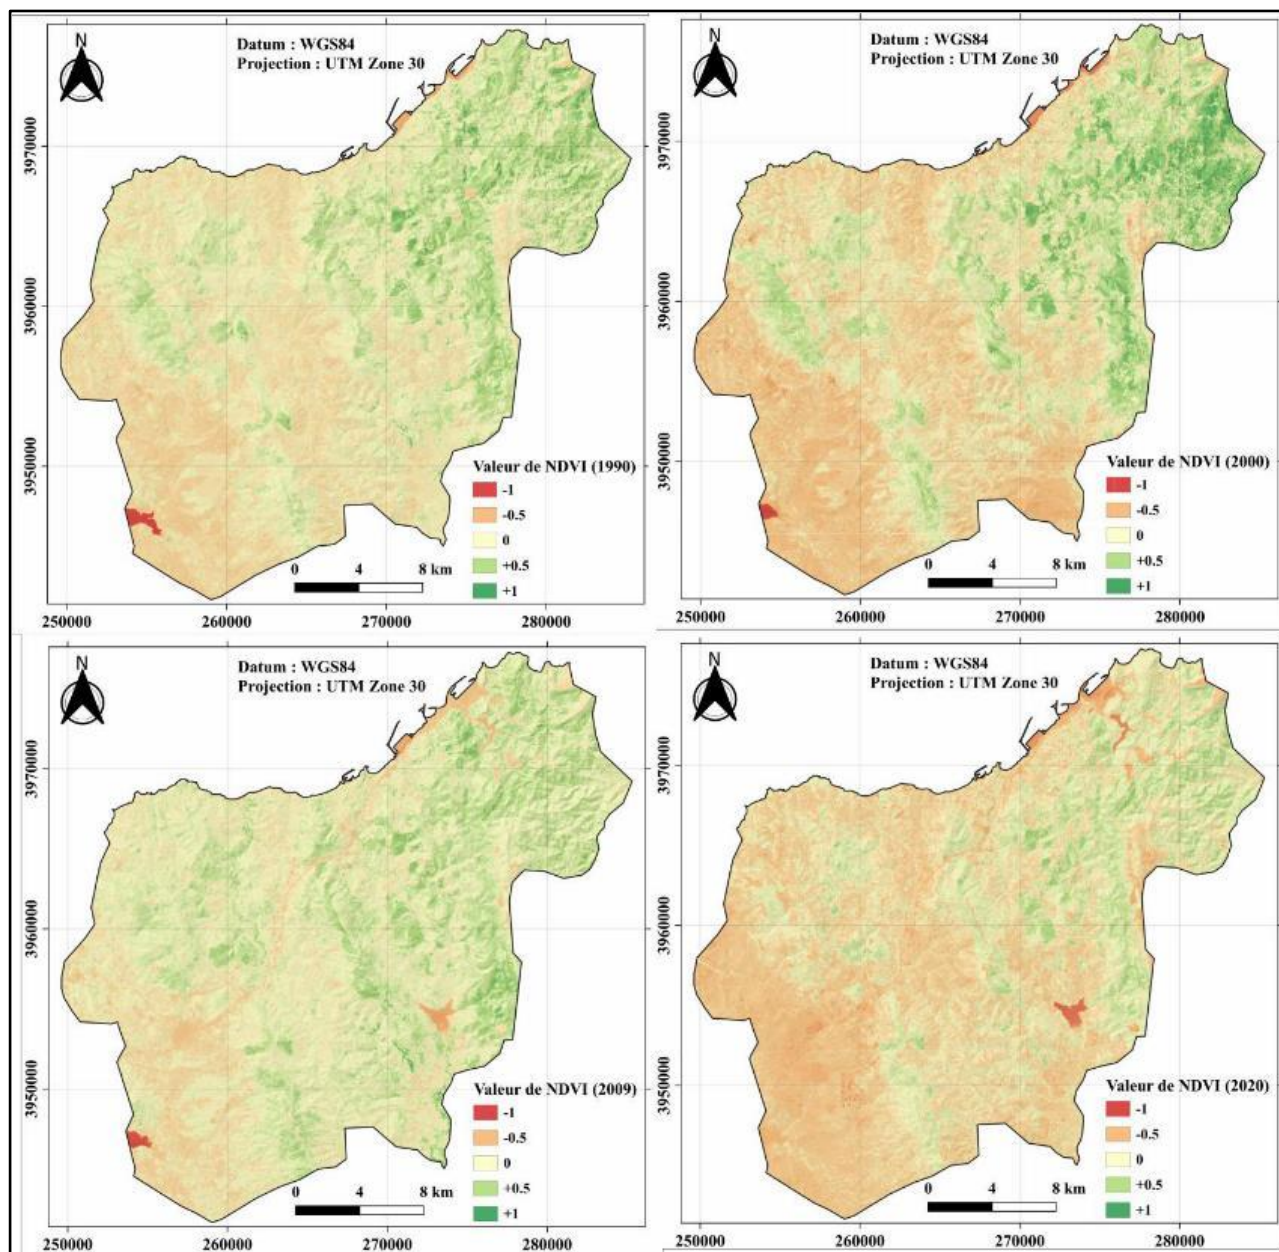 N
Datum : WGS84
Projection : UTM Zone 30
3970000
3960000
3950000
Valeur de NDVI (1990)
-1
-0.5
0
+0.5
+1
0 4 8 km
250000 260000 270000 280000
N
Datum : WGS84
Projection : UTM Zone 30
3970000
3960000
3950000
Valeur de NDVI (2000)
-1
-0.5
0
+0.5
+1
0 4 8 km
250000 260000 270000 280000
N
Datum : WGS84
Projection : UTM Zone 30
3970000
3960000
3950000
Valeur de NDVI (2009)
-1
-0.5
0
+0.5
+1
0 4 8 km
250000 260000 270000 280000
N
Datum : WGS84
Projection : UTM Zone 30
3970000
3960000
3950000
Valeur de NDVI (2020)
-1
-0.5
0
+0.5
+1
0 4 8 km
250000 260000 270000 280000